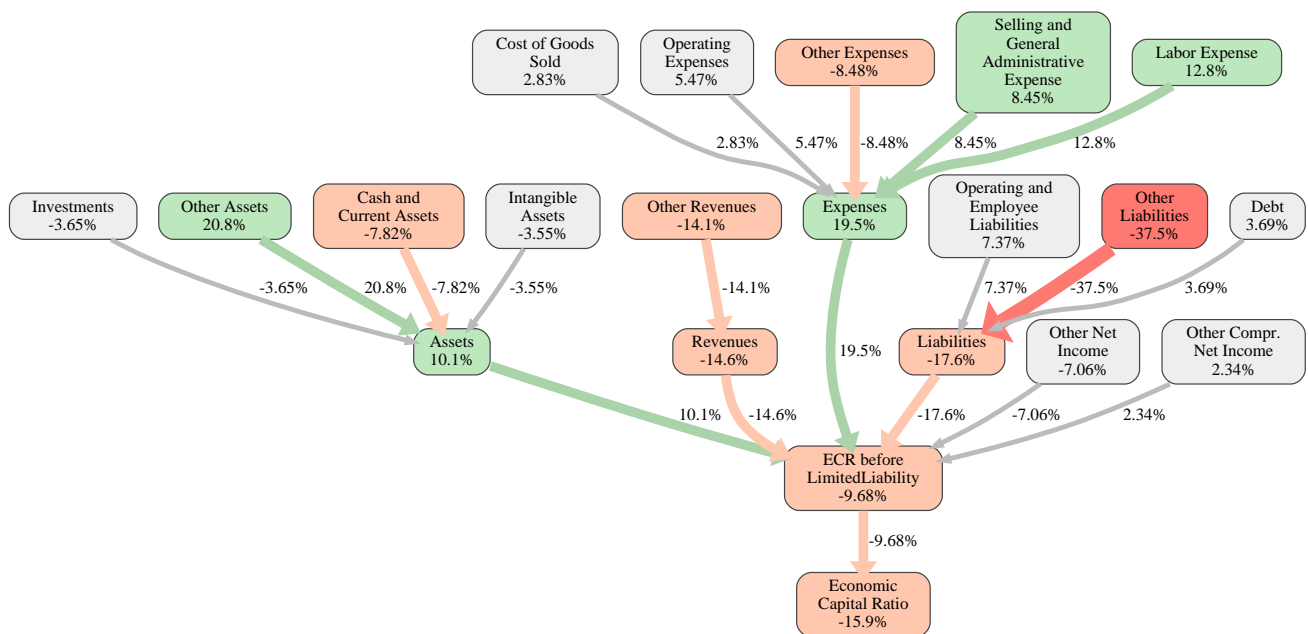 Cost of Goods
Sold
2.83%
Operating
Expenses
5.47%
Other Expenses
-8.48%
Selling and
General
Administrative
Expense
8.45%
Labor Expense
12.8%
2.83%
5.47%
-8.48%
8.45%
12.8%
Investments
-3.65%
Other Assets
20.8%
Cash and
Current Assets
-7.82%
Intangible
Assets
-3.55%
Other Revenues
-14.1%
Expenses
19.5%
Operating and
Employee
Liabilities
7.37%
Other
Liabilities
-37.5%
Debt
3.69%
-3.65%
20.8%
-7.82%
-3.55%
-14.1%
7.37%
-37.5%
3.69%
Assets
10.1%
Revenues
-14.6%
19.5%
Liabilities
-17.6%
Other Net
Income
-7.06%
Other Compr.
Net Income
2.34%
10.1%
-14.6%
-17.6%
-7.06%
2.34%
ECR before
LimitedLiability
-9.68%
-9.68%
Economic
Capital Ratio
-15.9%